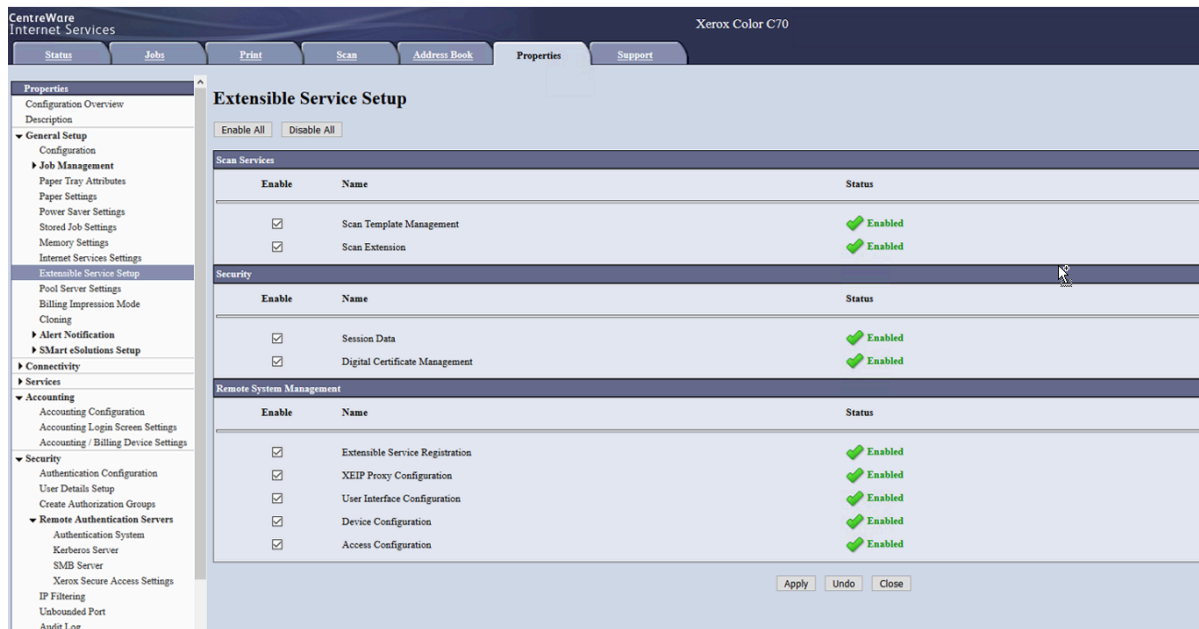 CentreWare
Internet Services
Xerox Color C70
Status Jobs Print Scan Address Book Properties Support
Properties
Configuration Overview
Description
General Setup
Configuration
Job Management
Paper Tray Attributes
Paper Settings
Power Saver Settings
Stored Job Settings
Memory Settings
Internet Services Settings
Extensible Service Setup
Pool Server Settings
Billing Impression Mode
Cloning
Alert Notification
SMart eSolutions Setup
Connectivity
Services
Accounting
Accounting Configuration
Accounting Login Screen Settings
Accounting / Billing Device Settings
Security
Authentication Configuration
User Details Setup
Create Authorization Groups
Remote Authentication Servers
Authentication System
Kerberos Server
SMB Server
Xerox Secure Access Settings
IP Filtering
Unbounded Port
Audit Log
Extensible Service Setup
Enable All Disable All
Scan Services
Enable Name Status
Scan Template Management Enabled
Scan Extension Enabled
Security
Enable Name Status
Session Data Enabled
Digital Certificate Management Enabled
Remote System Management
Enable Name Status
Extensible Service Registration Enabled
XEIP Proxy Configuration Enabled
User Interface Configuration Enabled
Device Configuration Enabled
Access Configuration Enabled
Apply Undo Close